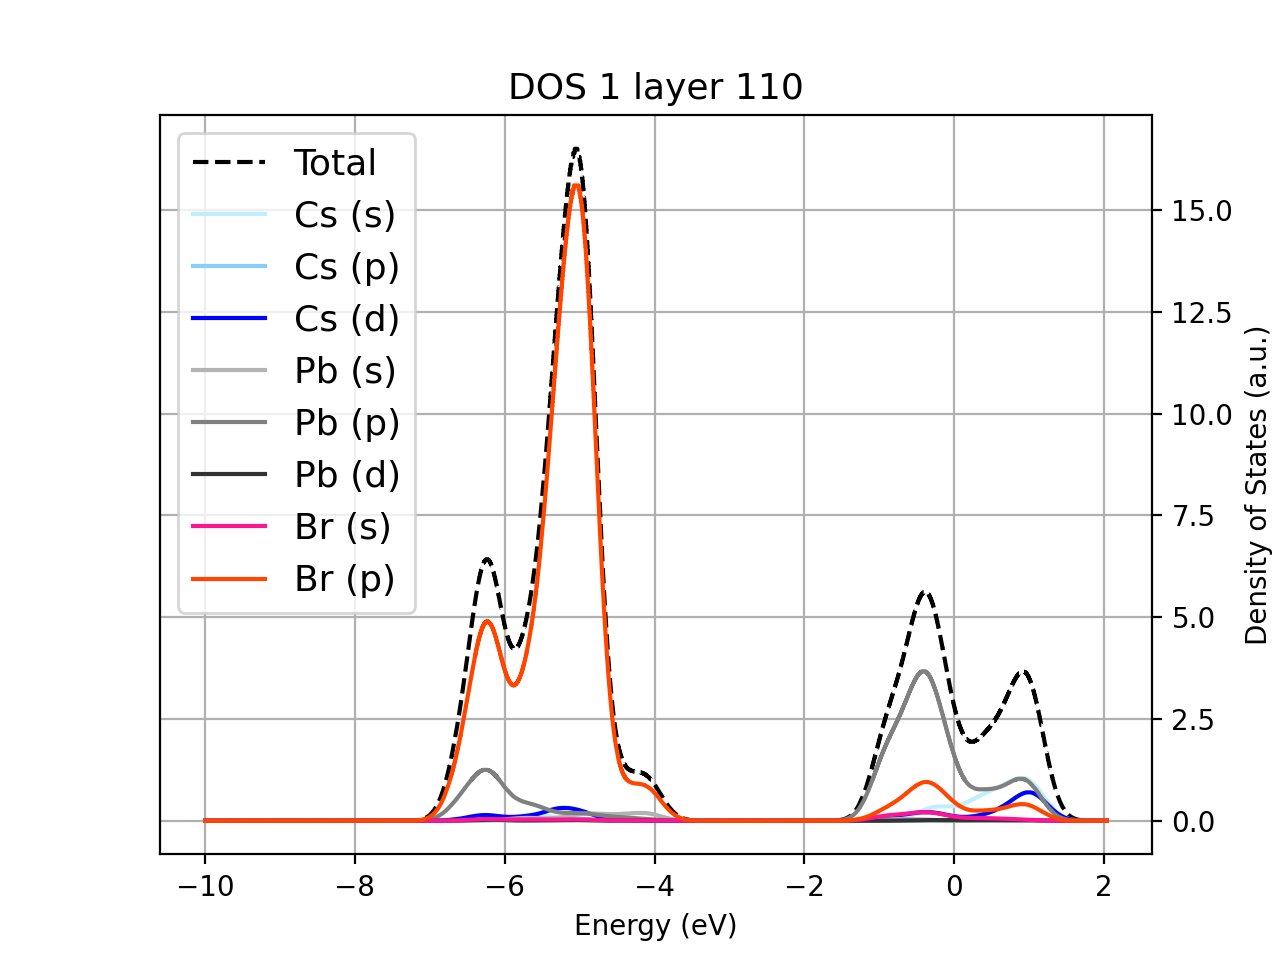 DOS 1 layer 110
Total
Cs (s)
Cs (p)
Cs (d)
Pb (s)
Pb (p)
Pb (d)
Br (s)
Br (p)
15.0
12.5
10.0
7.5
5.0
2.5
0.0
Density of States (a.u.)
−10 −8 −6 −4 −2 0 2
Energy (eV)